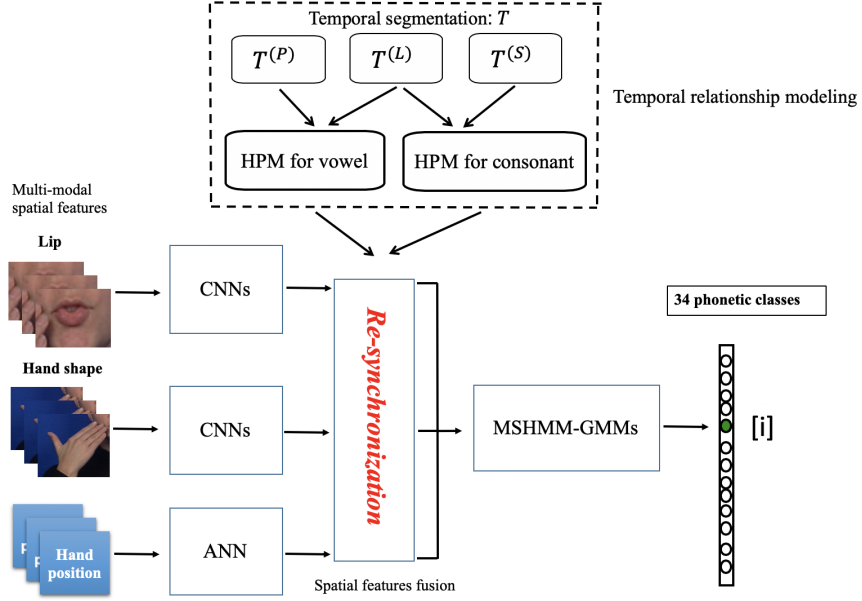 Temporal segmentation: T
T^(P)
T^(L)
T^(S)
Temporal relationship modeling
HPM for vowel
HPM for consonant
Multi-modal
spatial features
Lip
CNNs
Re-synchronization
34 phonetic classes
Hand shape
CNNs
MSHMM-GMMs
[i]
Hand
position
ANN
Spatial features fusion